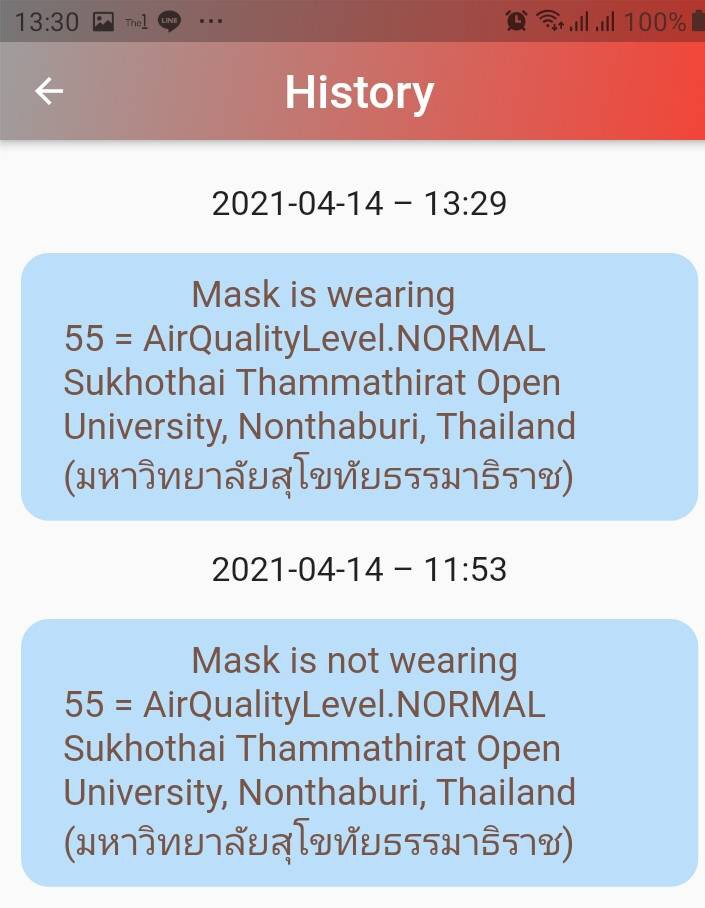 13:30 The1 LINE 100%
History
2021-04-14 – 13:29
Mask is wearing
55 = AirQualityLevel.NORMAL
Sukhothai Thammathirat Open
University, Nonthaburi, Thailand
(มหาวิทยาลัยสุโขทัยธรรมาธิราช)
2021-04-14 – 11:53
Mask is not wearing
55 = AirQualityLevel.NORMAL
Sukhothai Thammathirat Open
University, Nonthaburi, Thailand
(มหาวิทยาลัยสุโขทัยธรรมาธิราช)